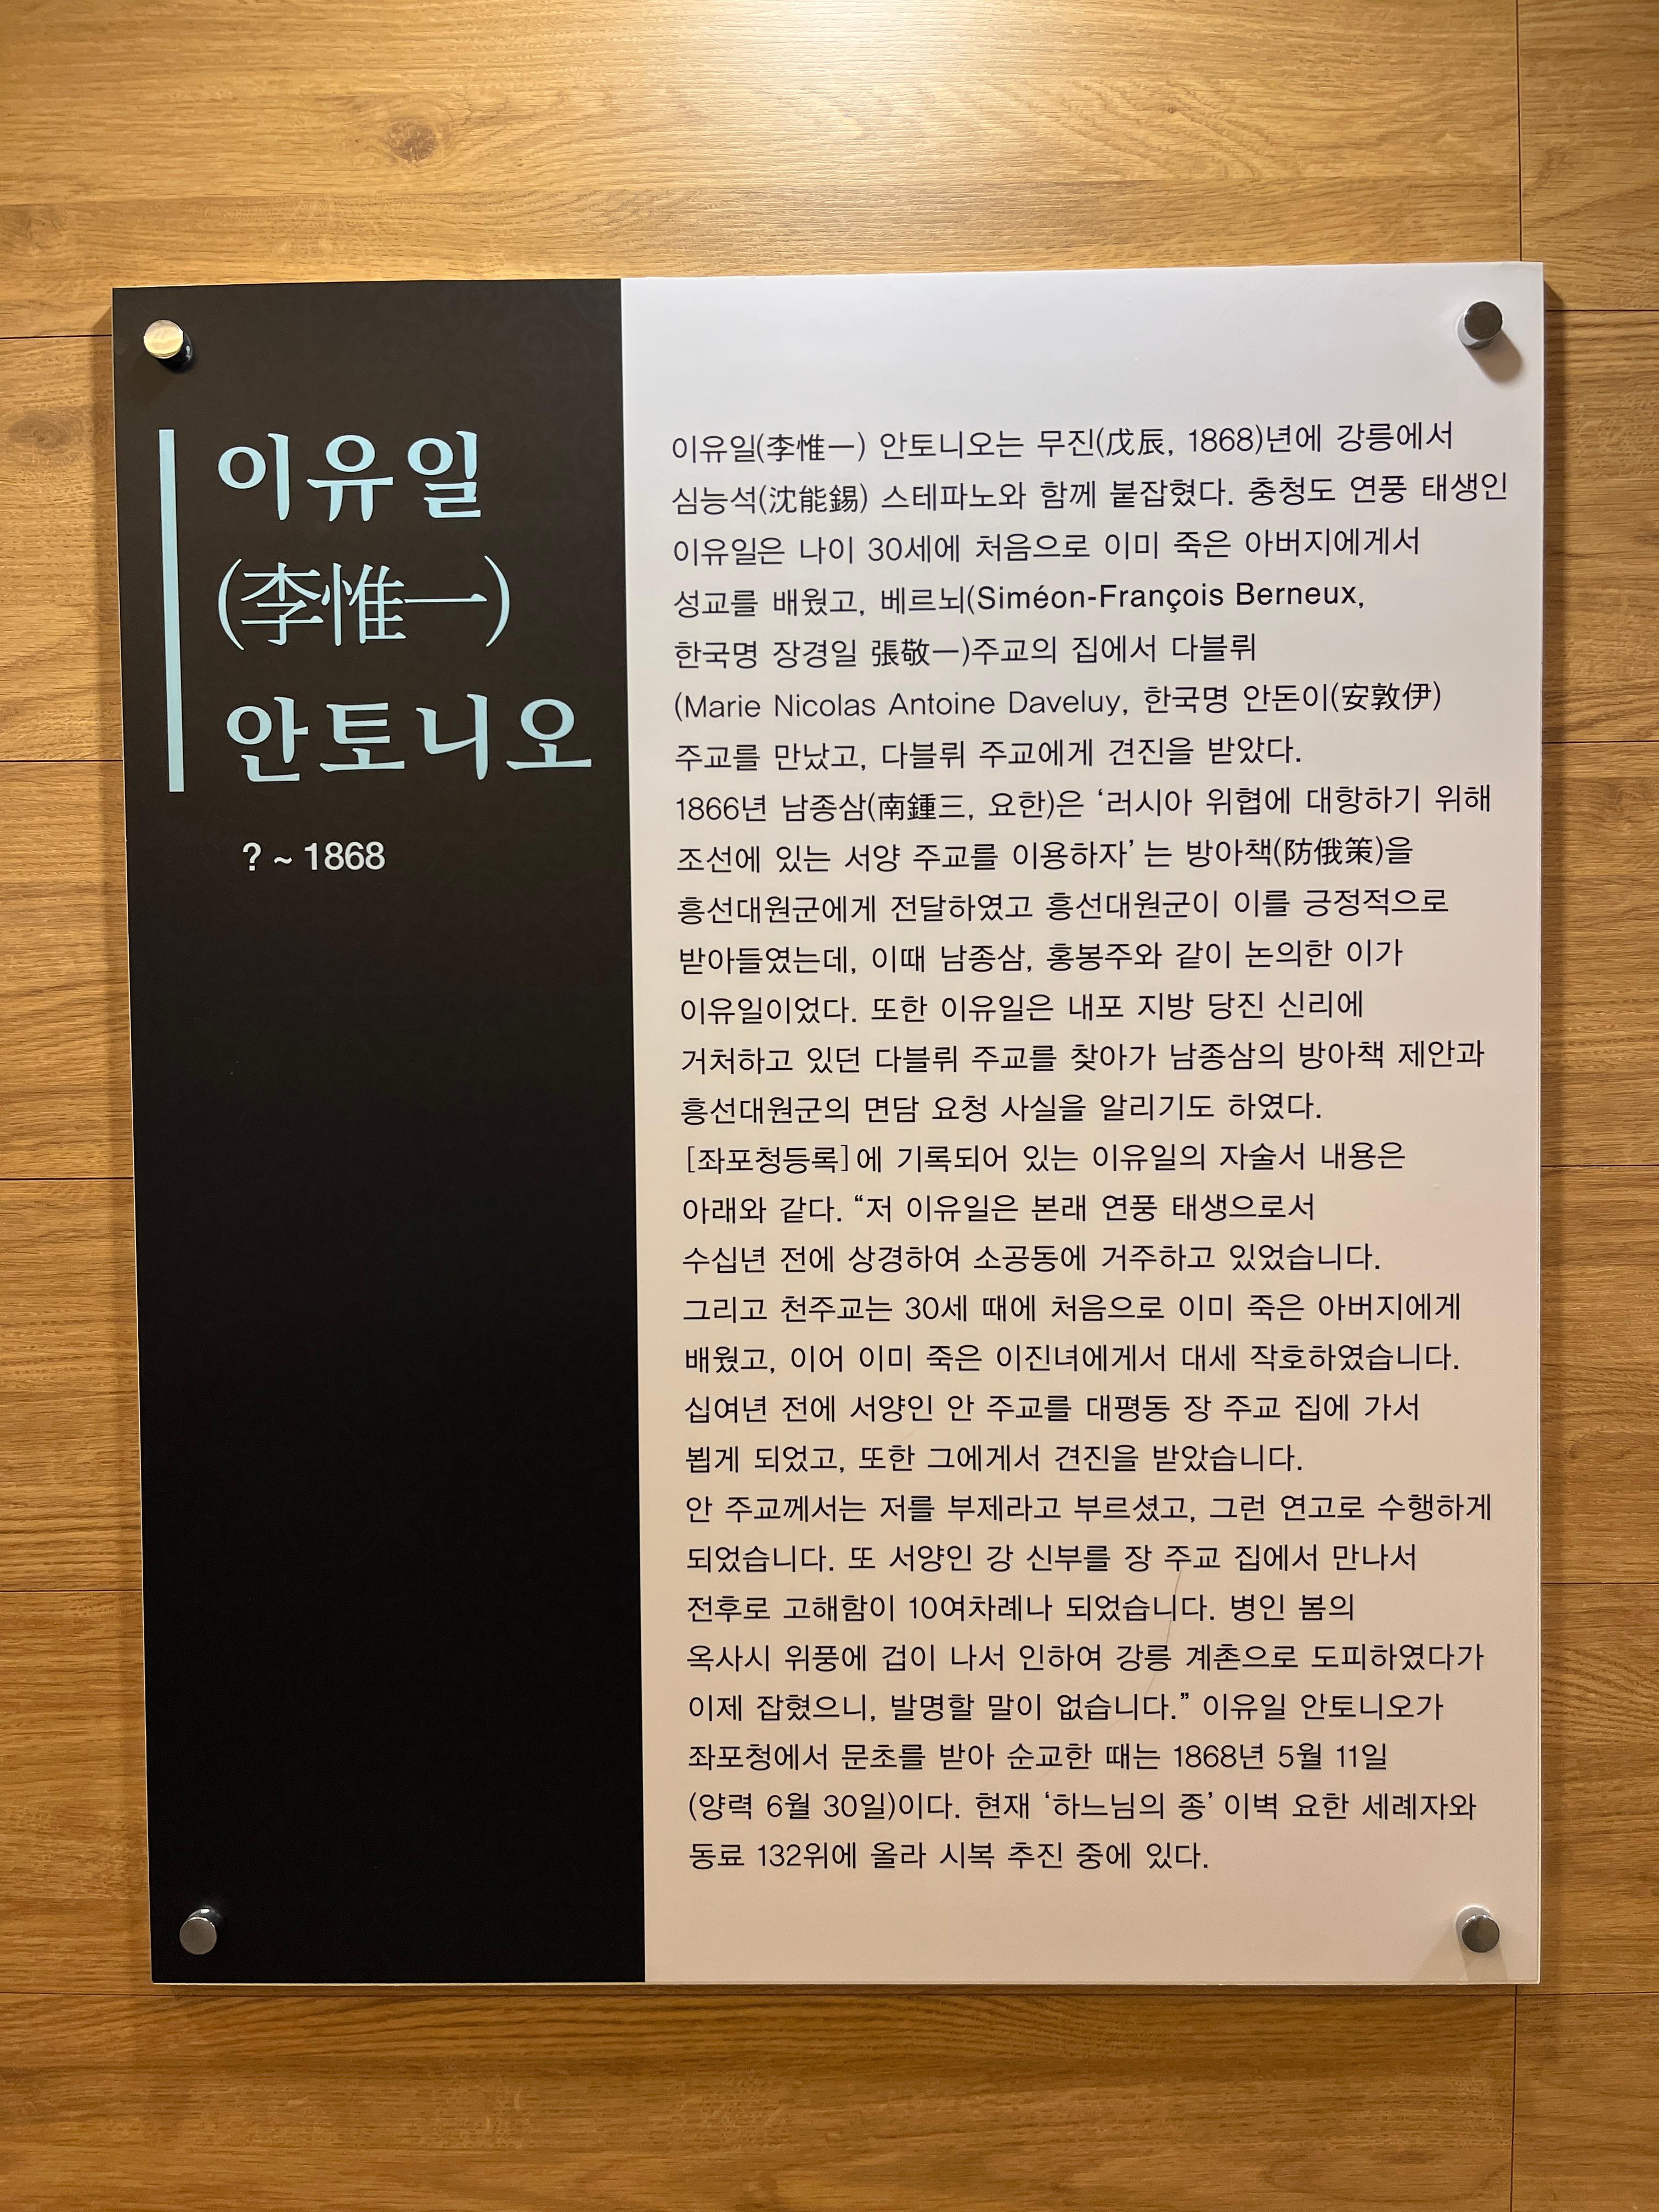 이유일
(李惟一)
안토니오
? ~ 1868
이유일(李惟一) 안토니오는 무진(戊辰, 1868)년에 강릉에서
심능석(沈能錫) 스테파노와 함께 붙잡혔다. 충청도 연풍 태생인
이유일은 나이 30세에 처음으로 이미 죽은 아버지에게서
성교를 배웠고, 베르뇌(Siméon-François Berneux,
한국명 장경일 張敬一)주교의 집에서 다블뤼
(Marie Nicolas Antoine Daveluy, 한국명 안돈이(安敦伊)
주교를 만났고, 다블뤼 주교에게 견진을 받았다.
1866년 남종삼(南鍾三, 요한)은 ‘러시아 위협에 대항하기 위해
조선에 있는 서양 주교를 이용하자’는 방아책(防俄策)을
흥선대원군에게 전달하였고 흥선대원군이 이를 긍정적으로
받아들였는데, 이때 남종삼, 홍봉주와 같이 논의한 이가
이유일이었다. 또한 이유일은 내포 지방 당진 신리에
거처하고 있던 다블뤼 주교를 찾아가 남종삼의 방아책 제안과
흥선대원군의 면담 요청 사실을 알리기도 하였다.
[좌포청등록]에 기록되어 있는 이유일의 자술서 내용은
아래와 같다. “저 이유일은 본래 연풍 태생으로서
수십년 전에 상경하여 소공동에 거주하고 있었습니다.
그리고 천주교는 30세 때에 처음으로 이미 죽은 아버지에게
배웠고, 이어 이미 죽은 이진녀에게서 대세 작호하였습니다.
십여년 전에 서양인 안 주교를 대평동 장 주교 집에 가서
뵙게 되었고, 또한 그에게서 견진을 받았습니다.
안 주교께서는 저를 부제라고 부르셨고, 그런 연고로 수행하게
되었습니다. 또 서양인 강 신부를 장 주교 집에서 만나서
전후로 고해함이 10여차례나 되었습니다. 병인 봄의
옥사시 위풍에 겁이 나서 인하여 강릉 계촌으로 도피하였다가
이제 잡혔으니, 발명할 말이 없습니다.” 이유일 안토니오가
좌포청에서 문초를 받아 순교한 때는 1868년 5월 11일
(양력 6월 30일)이다. 현재 ‘하느님의 종’ 이벽 요한 세례자와
동료 132위에 올라 시복 추진 중에 있다.